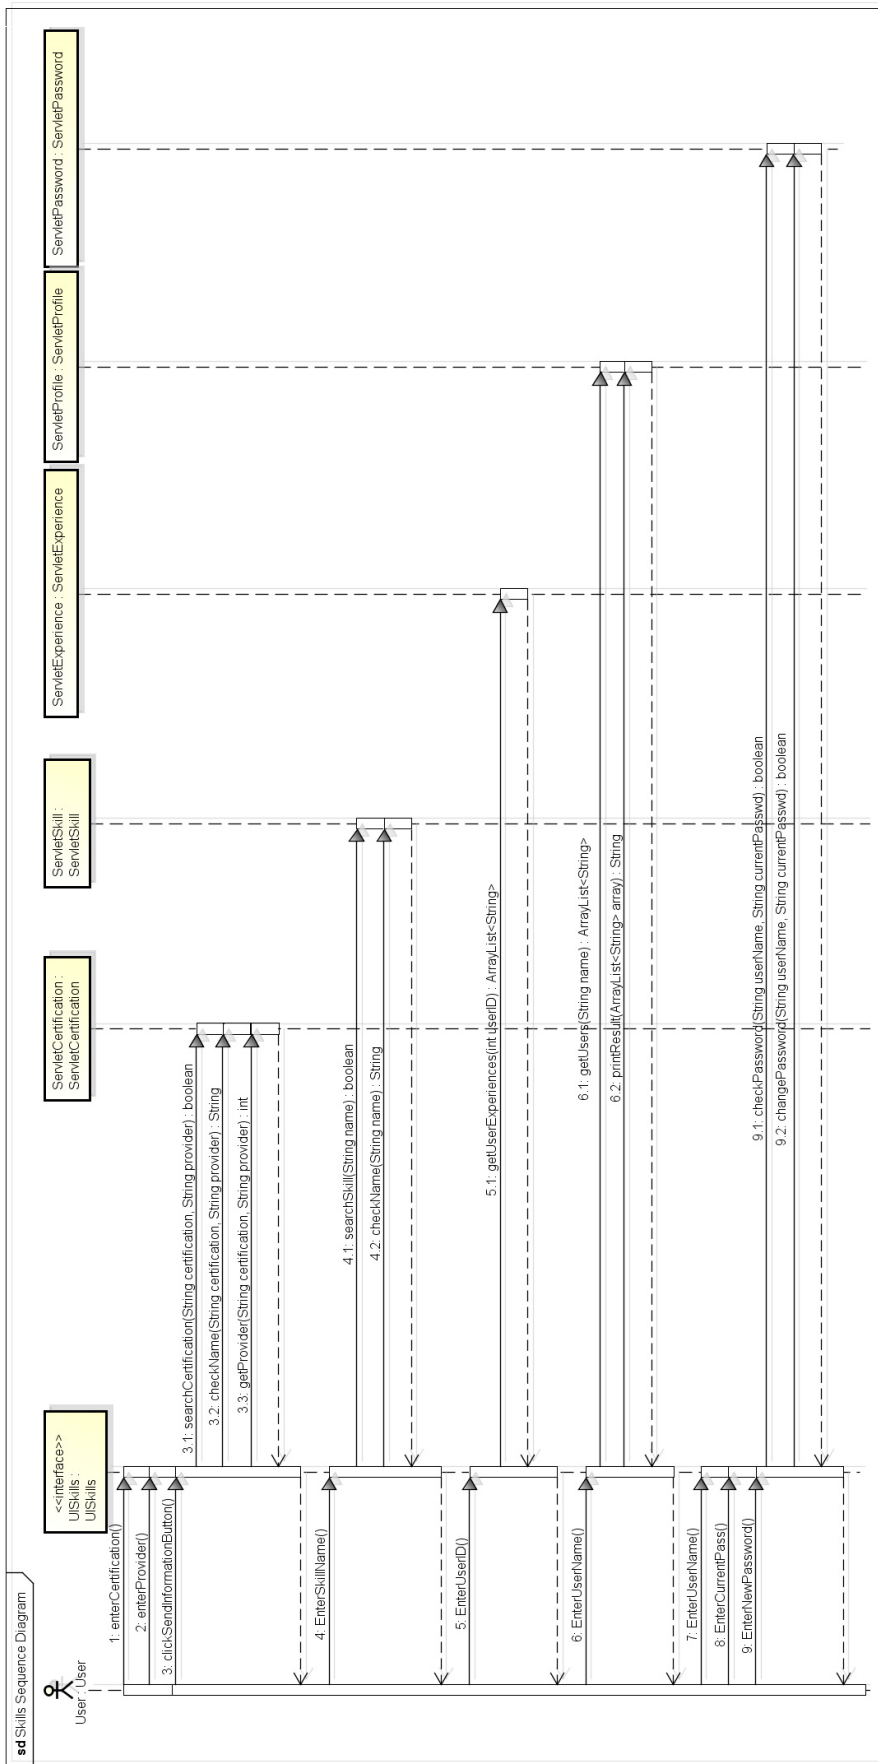 sd Skills Sequence Diagram
User : User
<<interface>>
UISkills :
UISkills
ServletCertification :
ServletCertification
ServletSkill :
ServletSkill
ServletExperience : ServletExperience
ServletProfile : ServletProfile
ServletPassword : ServletPassword
1: enterCertification()
2: enterProvider()
3: clickSendInformationButton()
3.1: searchCertification(String certification, String provider) : boolean
3.2: checkName(String certification, String provider) : String
3.3: getProvider(String certification, String provider) : int
4: EnterSkillName()
4.1: searchSkill(String name) : boolean
4.2: checkName(String name) : String
5: EnterUserID()
5.1: getUserExperiences(int userID) : ArrayList<String>
6: EnterUserName()
6.1: getUsers(String name) : ArrayList<String>
6.2: printResult(ArrayList<String> array) : String
7: EnterUserName()
8: EnterCurrentPass()
9: EnterNewPassword()
9.1: checkPassword(String userName, String currentPasswd) : boolean
9.2: changePassword(String userName, String currentPasswd) : boolean